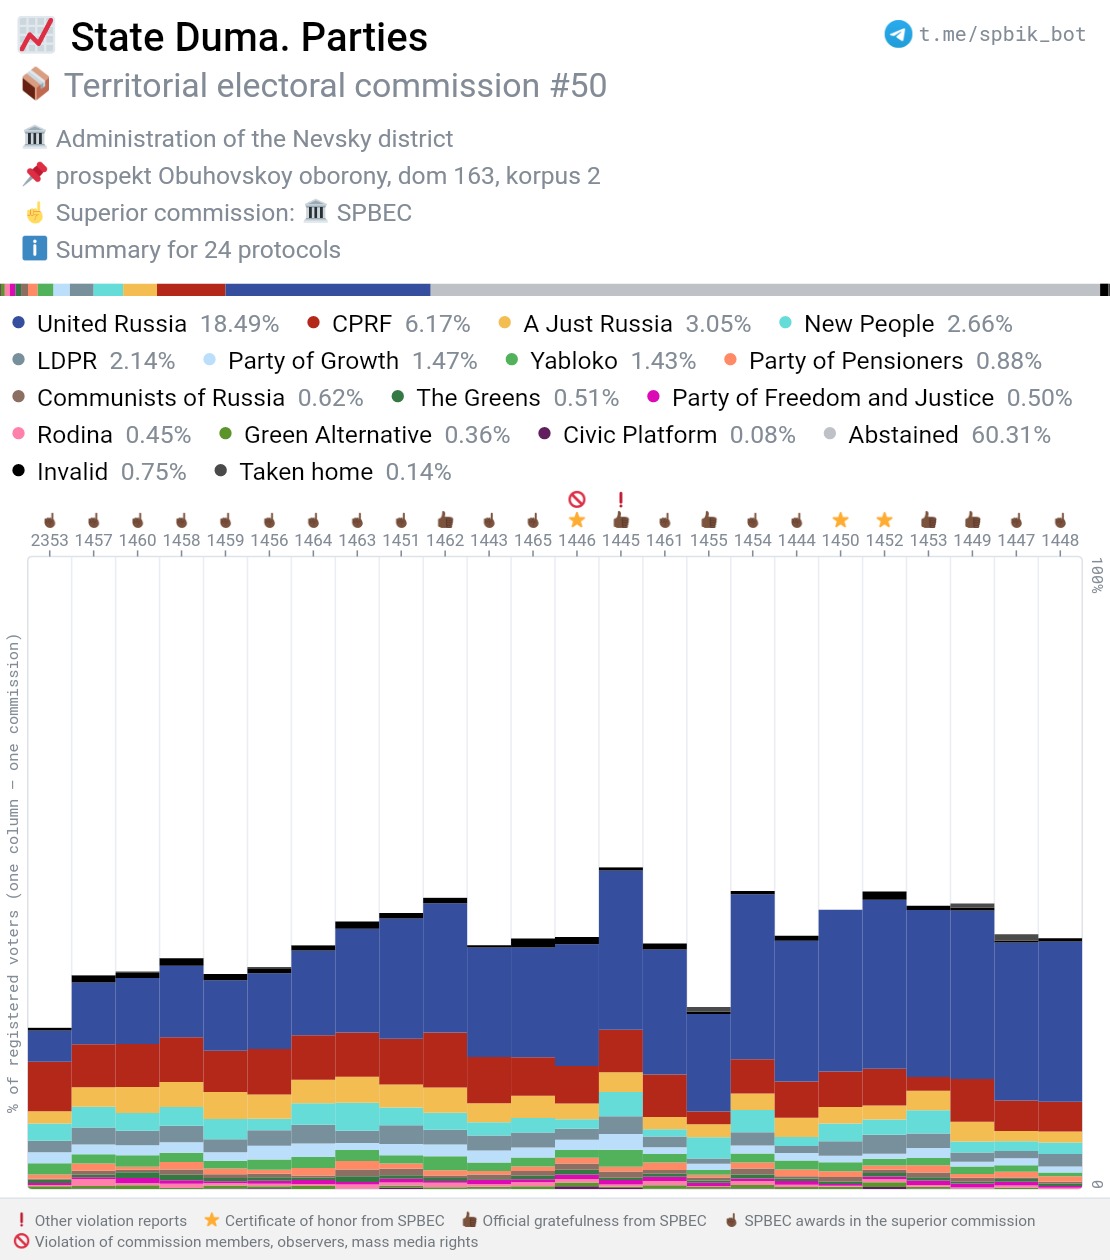 State Duma. Parties
t.me/spbik_bot
Territorial electoral commission #50
Administration of the Nevsky district
prospekt Obuhovskoy oborony, dom 163, korpus 2
Superior commission: SPBEC
Summary for 24 protocols
United Russia 18.49% CPRF 6.17% A Just Russia 3.05% New People 2.66%
LDPR 2.14% Party of Growth 1.47% Yabloko 1.43% Party of Pensioners 0.88%
Communists of Russia 0.62% The Greens 0.51% Party of Freedom and Justice 0.50%
Rodina 0.45% Green Alternative 0.36% Civic Platform 0.08% Abstained 60.31%
Invalid 0.75% Taken home 0.14%
2353 1457 1460 1458 1459 1456 1464 1463 1451 1462 1443 1465 1446 1445 1461 1455 1454 1444 1450 1452 1453 1449 1447 1448
100%
% of registered voters (one column – one commission)
0
Other violation reports Certificate of honor from SPBEC Official gratefulness from SPBEC SPBEC awards in the superior commission
Violation of commission members, observers, mass media rights